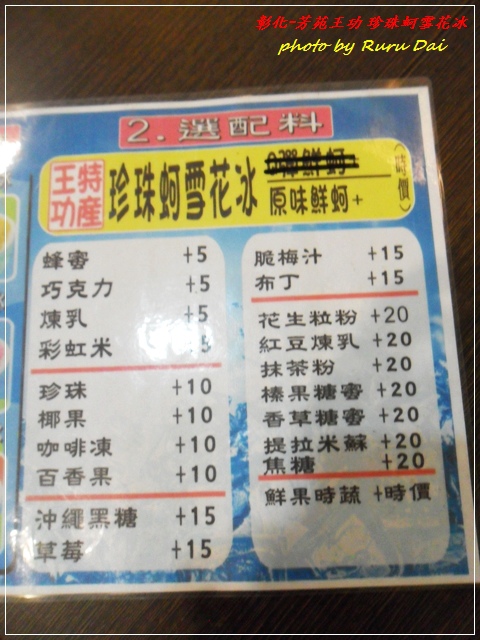 彰化-芳苑王功 珍珠蚵雪花冰
photo by Ruru Dai
2.選配料
王功特產
珍珠蚵雪花冰
原味鮮蚵+
(時價)
蜂蜜 +5
巧克力 +5
煉乳 +5
彩虹米 +5
珍珠 +10
椰果 +10
咖啡凍 +10
百香果 +10
沖繩黑糖 +15
草莓 +15
脆梅汁 +15
布丁 +15
花生粒粉 +20
紅豆煉乳 +20
抹茶粉 +20
榛果糖蜜 +20
香草糖蜜 +20
提拉米蘇 +20
焦糖 +20
鮮果時蔬 +時價